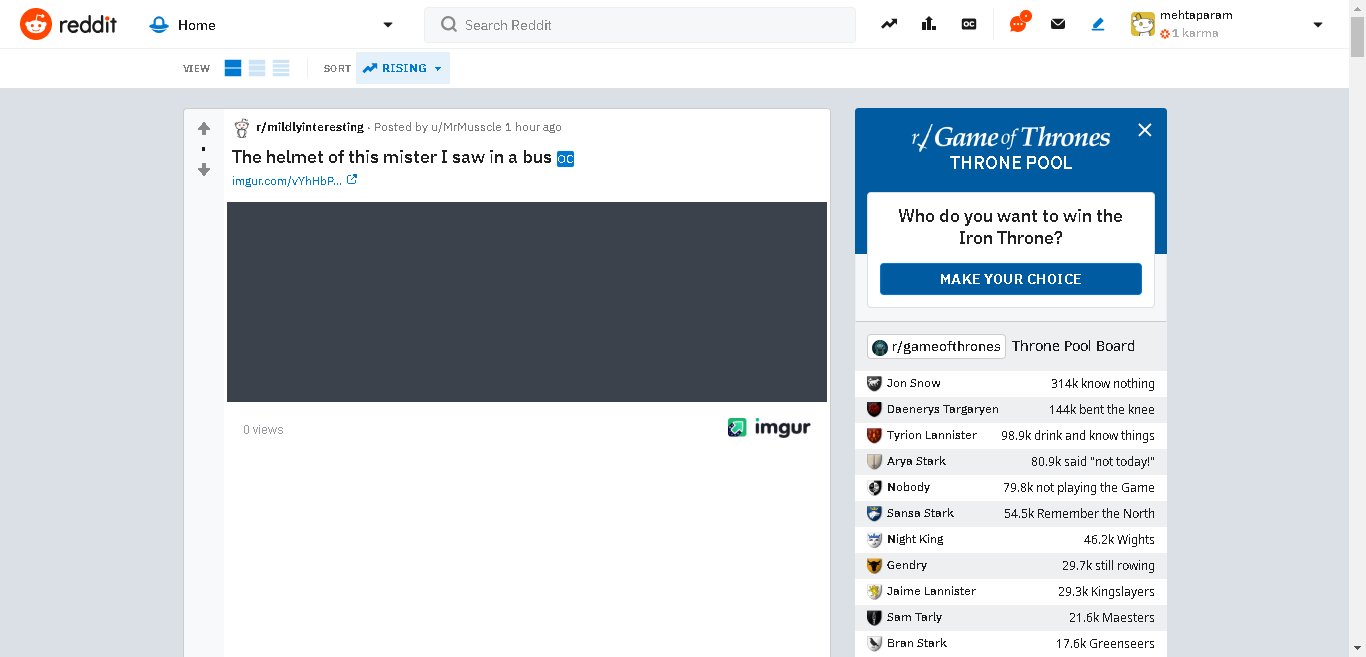 reddit
Home
Search Reddit
OC
mehtaparam
1 karma
VIEW
SORT
RISING
r/mildlyinteresting · Posted by u/MrMusscle 1 hour ago
The helmet of this mister I saw in a bus OC
imgur.com/vYhHbP...
0 views
imgur
r/Game of Thrones
THRONE POOL
Who do you want to win the
Iron Throne?
MAKE YOUR CHOICE
r/gameofthrones Throne Pool Board
Jon Snow 314k know nothing
Daenerys Targaryen 144k bent the knee
Tyrion Lannister 98.9k drink and know things
Arya Stark 80.9k said "not today!"
Nobody 79.8k not playing the Game
Sansa Stark 54.5k Remember the North
Night King 46.2k Wights
Gendry 29.7k still rowing
Jaime Lannister 29.3k Kingslayers
Sam Tarly 21.6k Maesters
Bran Stark 17.6k Greenseers